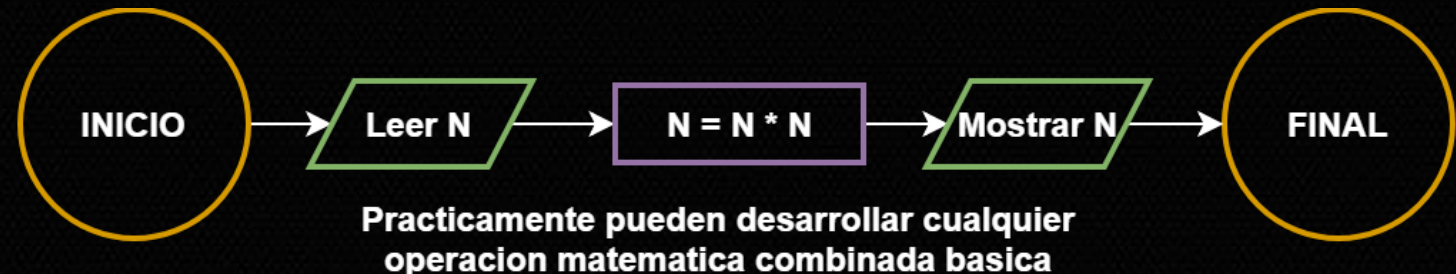 INICIO
Leer N
N = N * N
Mostrar N
FINAL
Practicamente pueden desarrollar cualquier
operacion matematica combinada basica